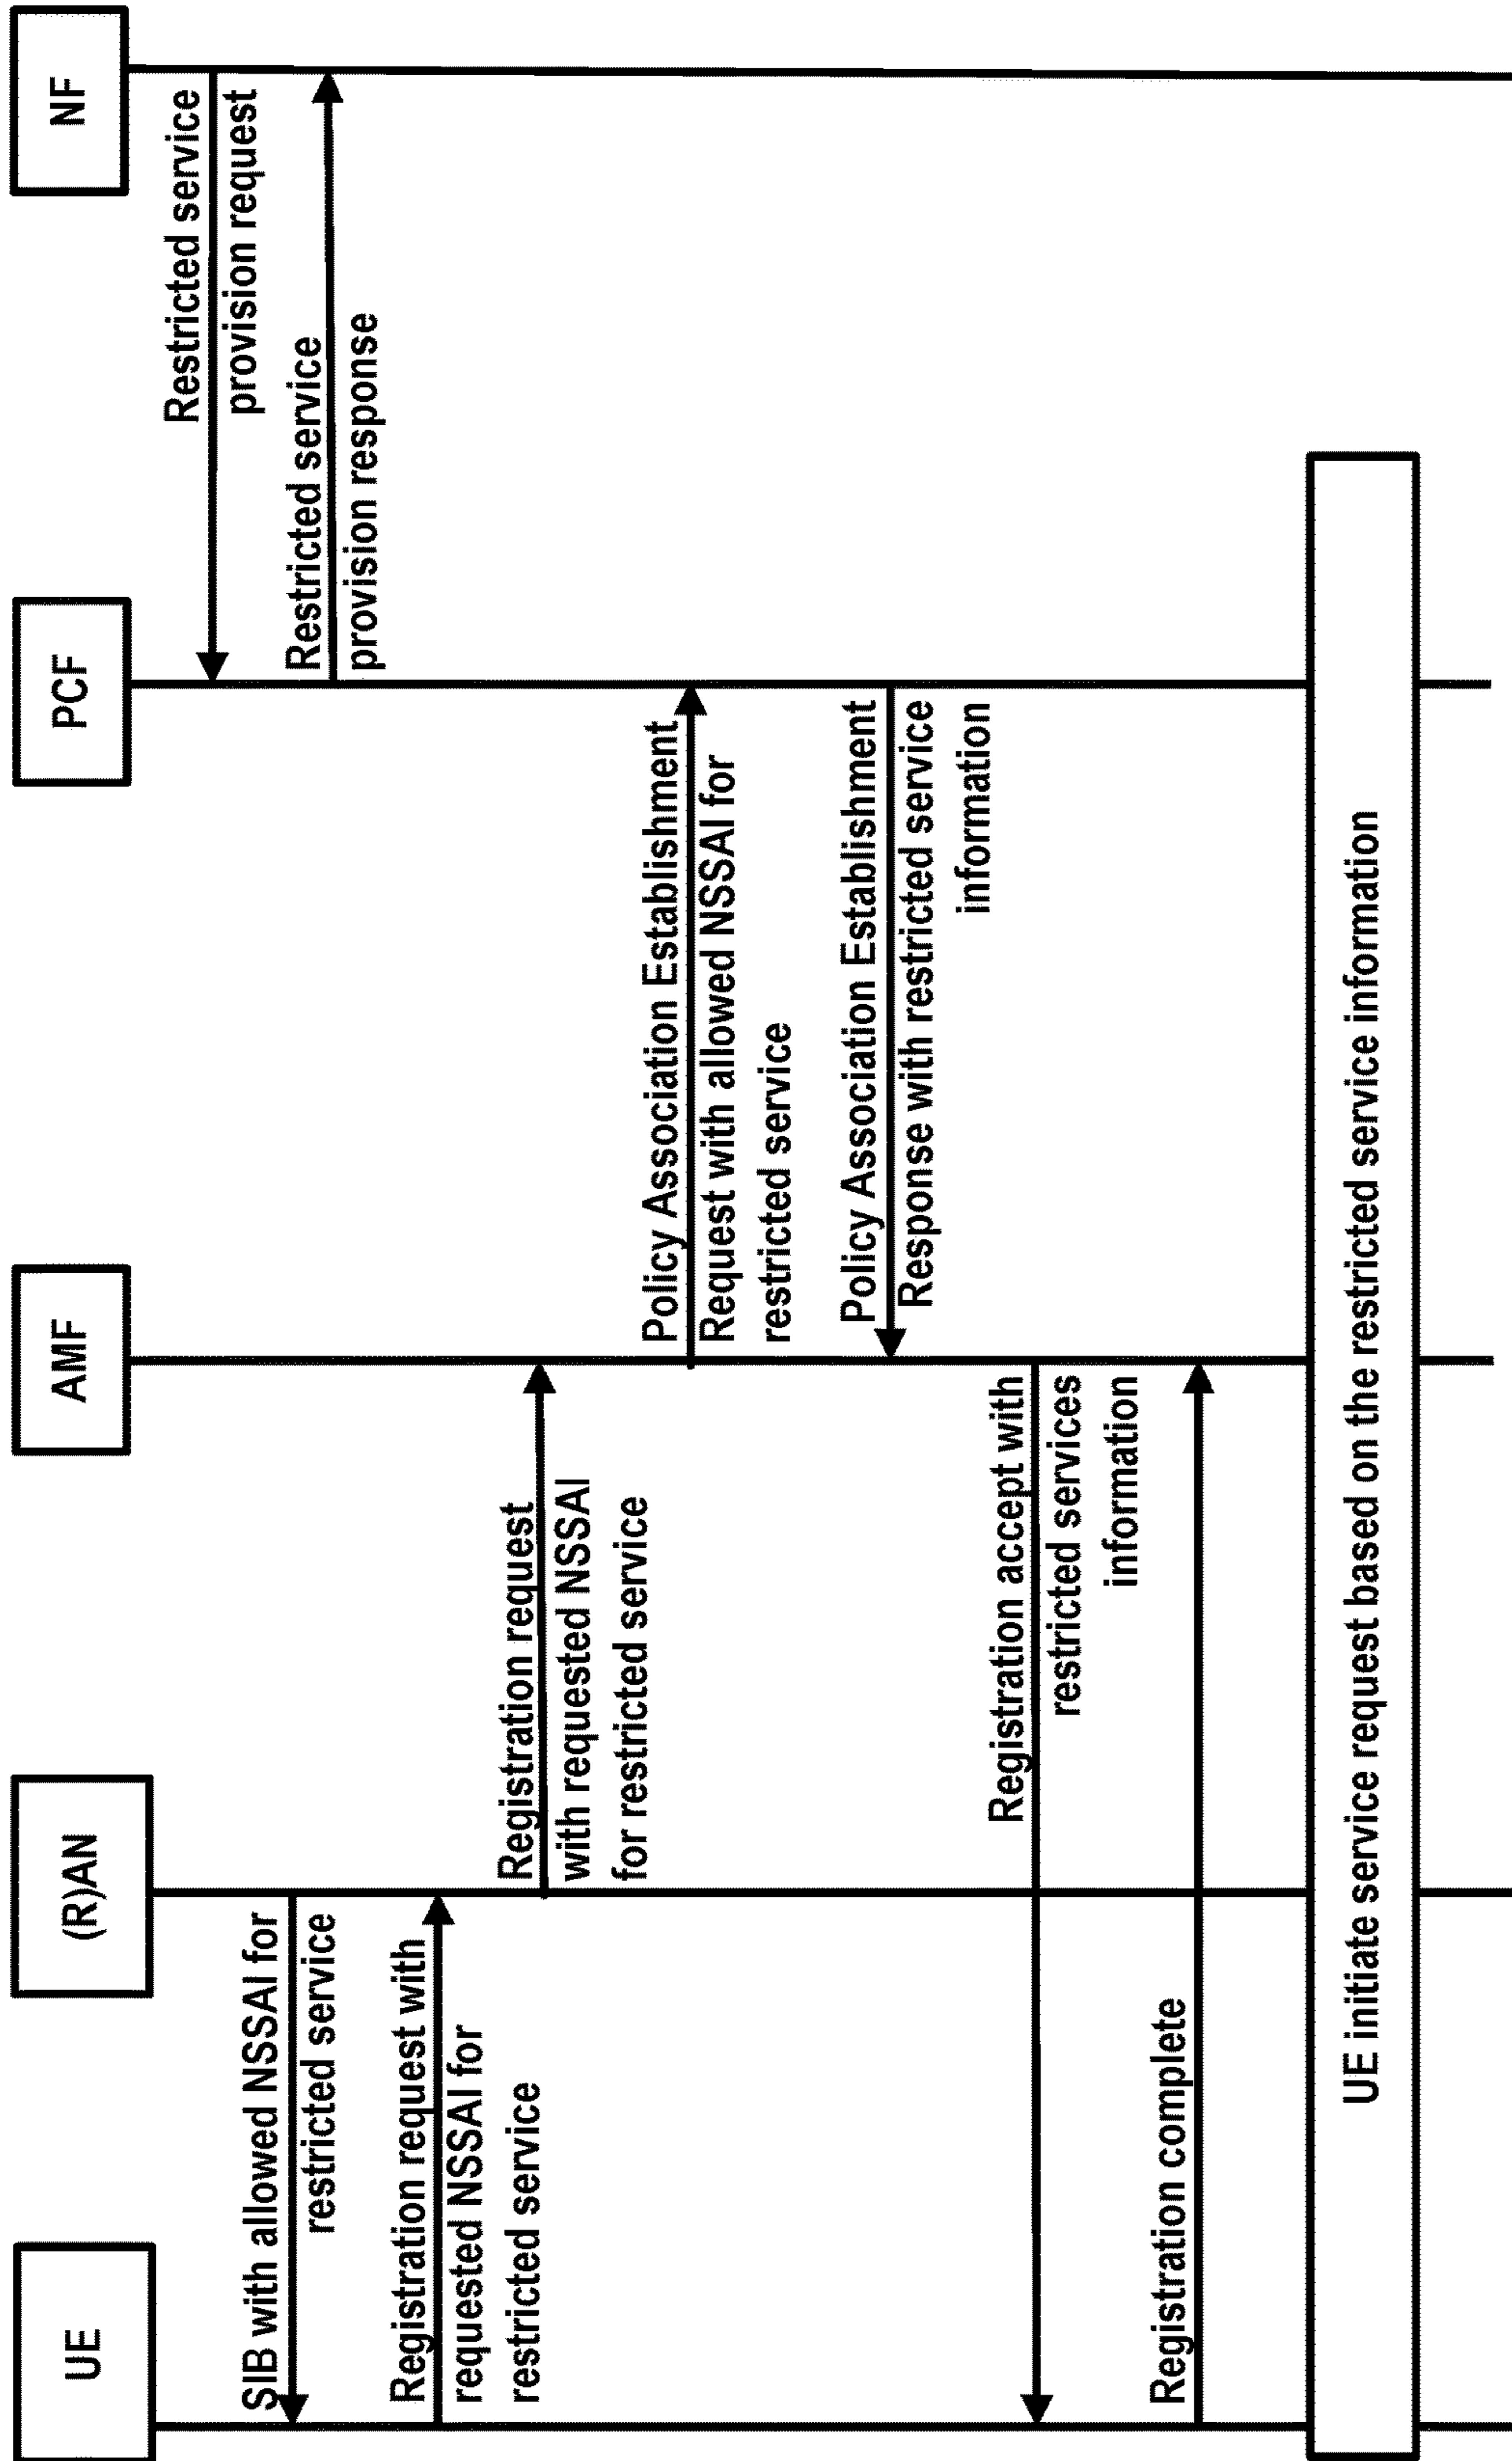 UE
(R)AN
AMF
PCF
NF
Restricted service
provision request
SIB with allowed NSSAI for
restricted service
Restricted service
provision response
Registration request with
requested NSSAI for
restricted service
Registration request
with requested NSSAI
for restricted service
Policy Association Establishment
Request with allowed NSSAI for
restricted service
Policy Association Establishment
Response with restricted service
information
Registration accept with
restricted services
information
Registration complete
UE initiate service request based on the restricted service information